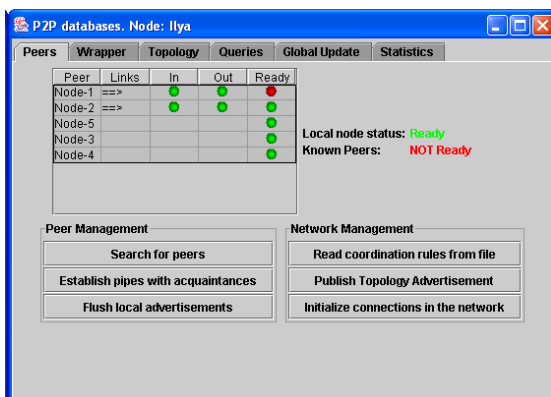 P2P databases. Node: Ilya
Peers Wrapper Topology Queries Global Update Statistics
Peer Links In Out Ready
Node-1 ==>
Node-2 ==>
Node-5
Node-3
Node-4
Local node status: Ready
Known Peers: NOT Ready
Peer Management
Search for peers
Establish pipes with acquaintances
Flush local advertisements
Network Management
Read coordination rules from file
Publish Topology Advertisement
Initialize connections in the network